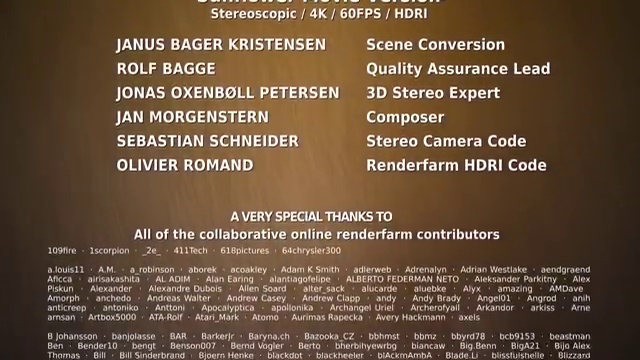 Sunflower Movie Version
Stereoscopic / 4K / 60FPS / HDRI
JANUS BAGER KRISTENSEN Scene Conversion
ROLF BAGGE Quality Assurance Lead
JONAS OXENBØLL PETERSEN 3D Stereo Expert
JAN MORGENSTERN Composer
SEBASTIAN SCHNEIDER Stereo Camera Code
OLIVIER ROMAND Renderfarm HDRI Code
A VERY SPECIAL THANKS TO
All of the collaborative online renderfarm contributors
109fire · 1scorpion · _2e_ · 411Tech · 618pictures · 64chrysler300
a.louis11 · A.M. · a_robinson · aborek · acoakley · Adam K Smith · adlerweb · Adrenalyn · Adrian Westlake · aendgraend
Aficca · airisakashita · AL ADIM · Alan Earing · alantiagofelipe · ALBERTO FEDERMAN NETO · Aleksander Parkitny · Alex
Piskun · Alexander · Alexandre Dubois · Allen Soard · alter_sack · alucarde · aluebke · Alyx · amazing · AMDave
Amorph · anchedo · Andreas Walter · Andrew Casey · Andrew Clapp · andy · Andy Brady · Angel01 · Angrod · anih
anticreep · antoniko · Anttoni · Apocalyptica · apollonika · Archangel Uriel · Archeroflyaf · Arkandor · arkiss · Arne
amsan · Artbox5000 · ATA-Rolf · Atari_Mark · Atomo · Aurimas Rapecka · Avery Hackmann · axels
B Johansson · banjolasse · BAR · BarkerJr · Baryna.ch · Bazooka_CZ · bbhmst · bbmz · bbyrd78 · bcb9153 · beastman
Ben · Bender10 · bengt · Benson007 · Bernd Vogler · Berto · bherbihyewrbg · biancaw · Big.Benn · BigA21 · Bijo Alex
Thomas · Bill · Bill Sinderbrand · Bjoern Henke · blackdot · blackheeler · blAckmAmbA · Blade.Li · blisstisheiland · blizzard